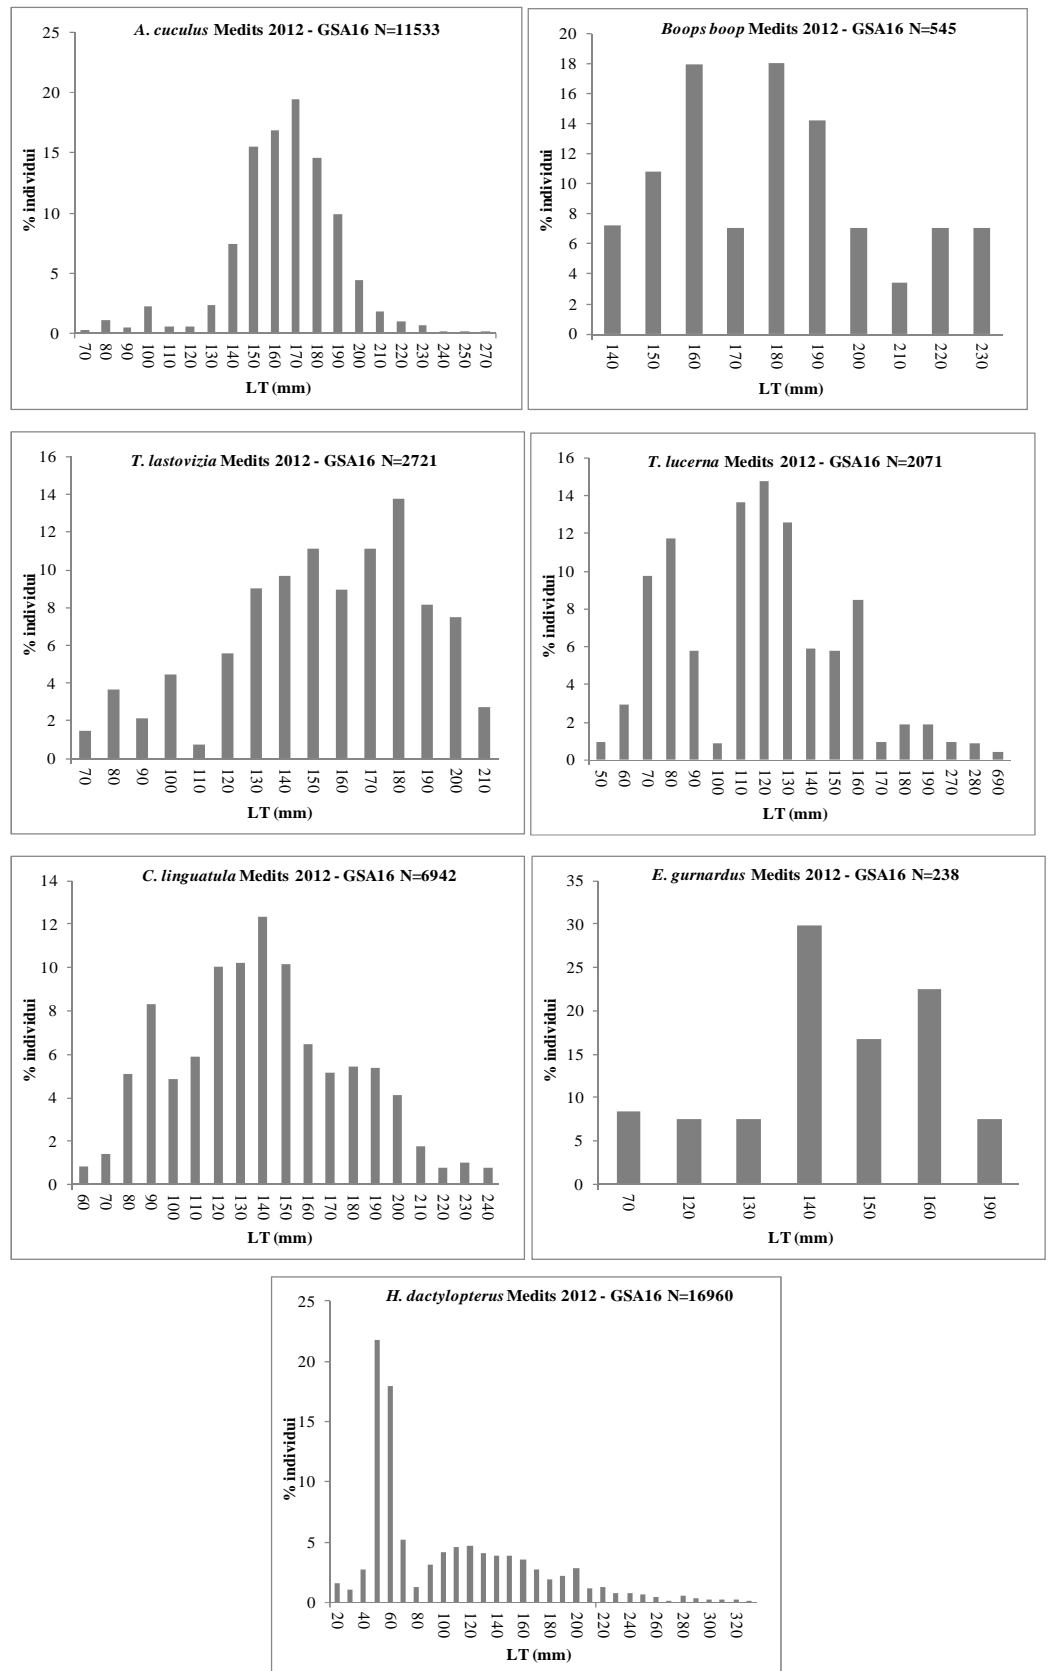 A. cuculus Medits 2012 - GSA16 N=11533
25
20
15
10
5
0
% individui
70 80 90 100 110 120 130 140 150 160 170 180 190 200 210 220 230 240 250 270
LT (mm)
Boops boop Medits 2012 - GSA16 N=545
20
18
16
14
12
10
8
6
4
2
0
% individui
140 150 160 170 180 190 200 210 220 230
LT (mm)
T. lastovizia Medits 2012 - GSA16 N=2721
16
14
12
10
8
6
4
2
0
% individui
70 80 90 100 110 120 130 140 150 160 170 180 190 200 210
LT (mm)
T. lucerna Medits 2012 - GSA16 N=2071
16
14
12
10
8
6
4
2
0
% individui
50 60 70 80 90 100 110 120 130 140 150 160 170 180 190 270 280 690
LT (mm)
C. linguatula Medits 2012 - GSA16 N=6942
14
12
10
8
6
4
2
0
% individui
60 70 80 90 100 110 120 130 140 150 160 170 180 190 200 210 220 230 240
LT (mm)
E. gurnardus Medits 2012 - GSA16 N=238
35
30
25
20
15
10
5
0
% individui
70 120 130 140 150 160 190
LT (mm)
H. dactylopterus Medits 2012 - GSA16 N=16960
25
20
15
10
5
0
% individui
20 40 60 80 100 120 140 160 180 200 220 240 260 280 300 320
LT (mm)